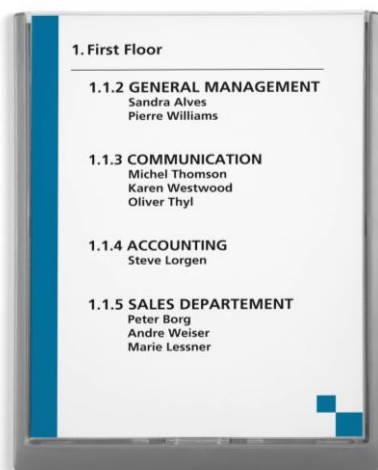 1. First Floor
1.1.2 GENERAL MANAGEMENT
Sandra Alves
Pierre Williams
1.1.3 COMMUNICATION
Michel Thomson
Karen Westwood
Oliver Thyl
1.1.4 ACCOUNTING
Steve Lorgen
1.1.5 SALES DEPARTEMENT
Peter Borg
Andre Weiser
Marie Lessner